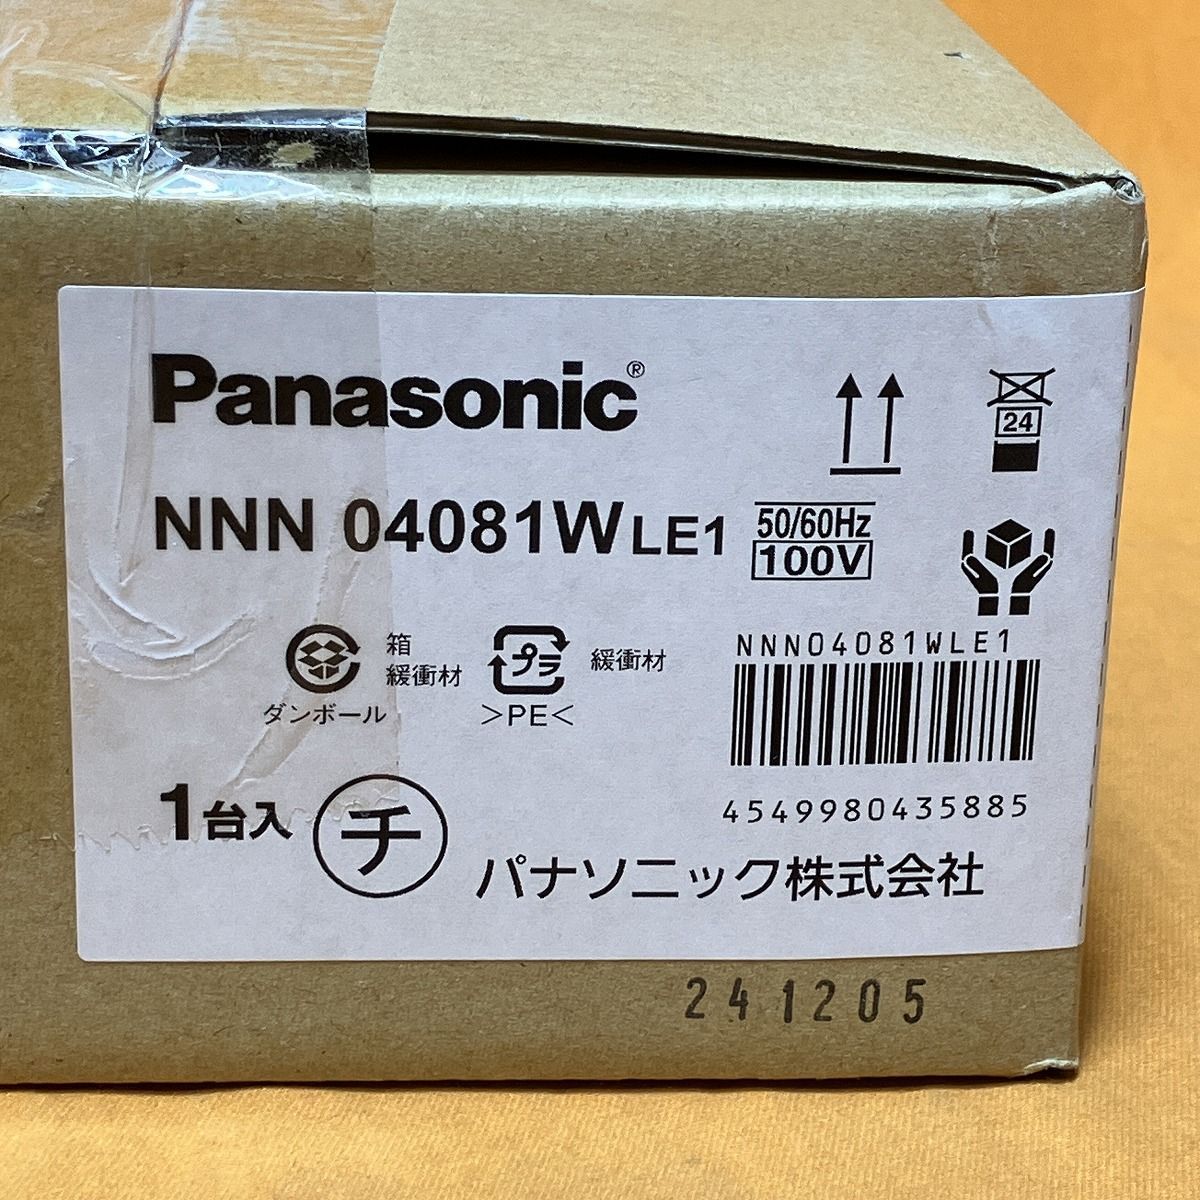 Panasonic®
24
NNN 04081WLE1
50/60Hz
100V
NNN04081WLE1
箱
緩衝材
ダンボール
プラ
緩衝材
>PE<
4549980435885
1台入
チ
パナソニック株式会社
241205